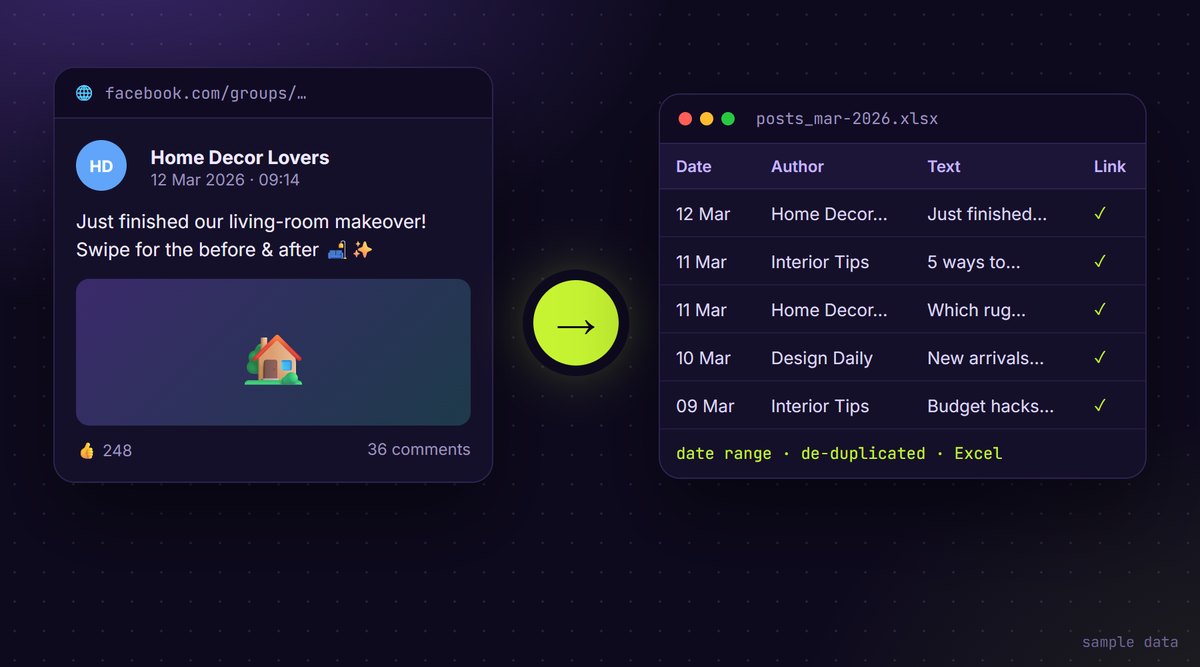 facebook.com/groups/…
HD
Home Decor Lovers
12 Mar 2026 · 09:14
Just finished our living-room makeover!
Swipe for the before & after 🛋️✨
👍 248
36 comments
→
posts_mar-2026.xlsx
Date Author Text Link
12 Mar Home Decor… Just finished… ✓
11 Mar Interior Tips 5 ways to… ✓
11 Mar Home Decor… Which rug… ✓
10 Mar Design Daily New arrivals… ✓
09 Mar Interior Tips Budget hacks… ✓
date range · de-duplicated · Excel
sample data